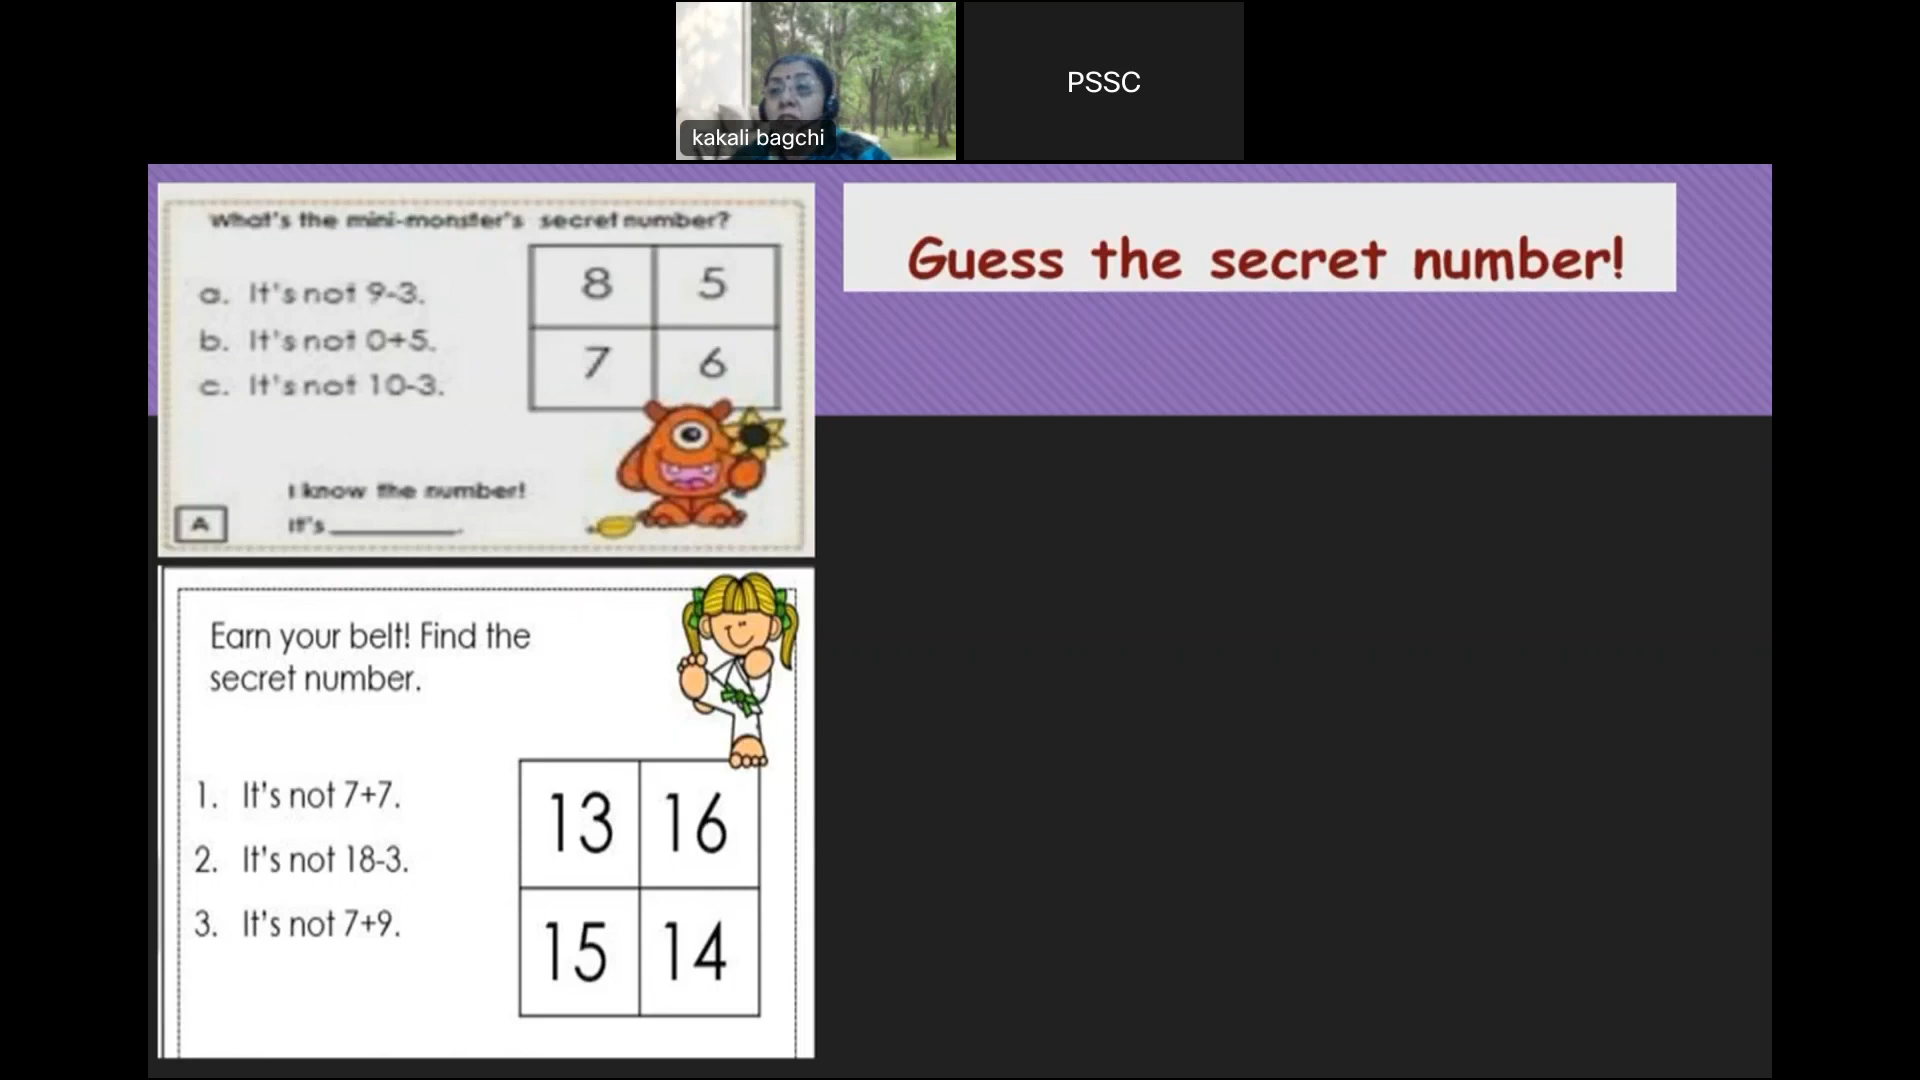 kakali bagchi
PSSC
What's the mini-monster's secret number?
a. It's not 9-3.
b. It's not 0+5.
c. It's not 10-3.
8 5
7 6
I know the number!
It's ________.
A
Guess the secret number!
Earn your belt! Find the
secret number.
1. It's not 7+7.
2. It's not 18-3.
3. It's not 7+9.
13 16
15 14